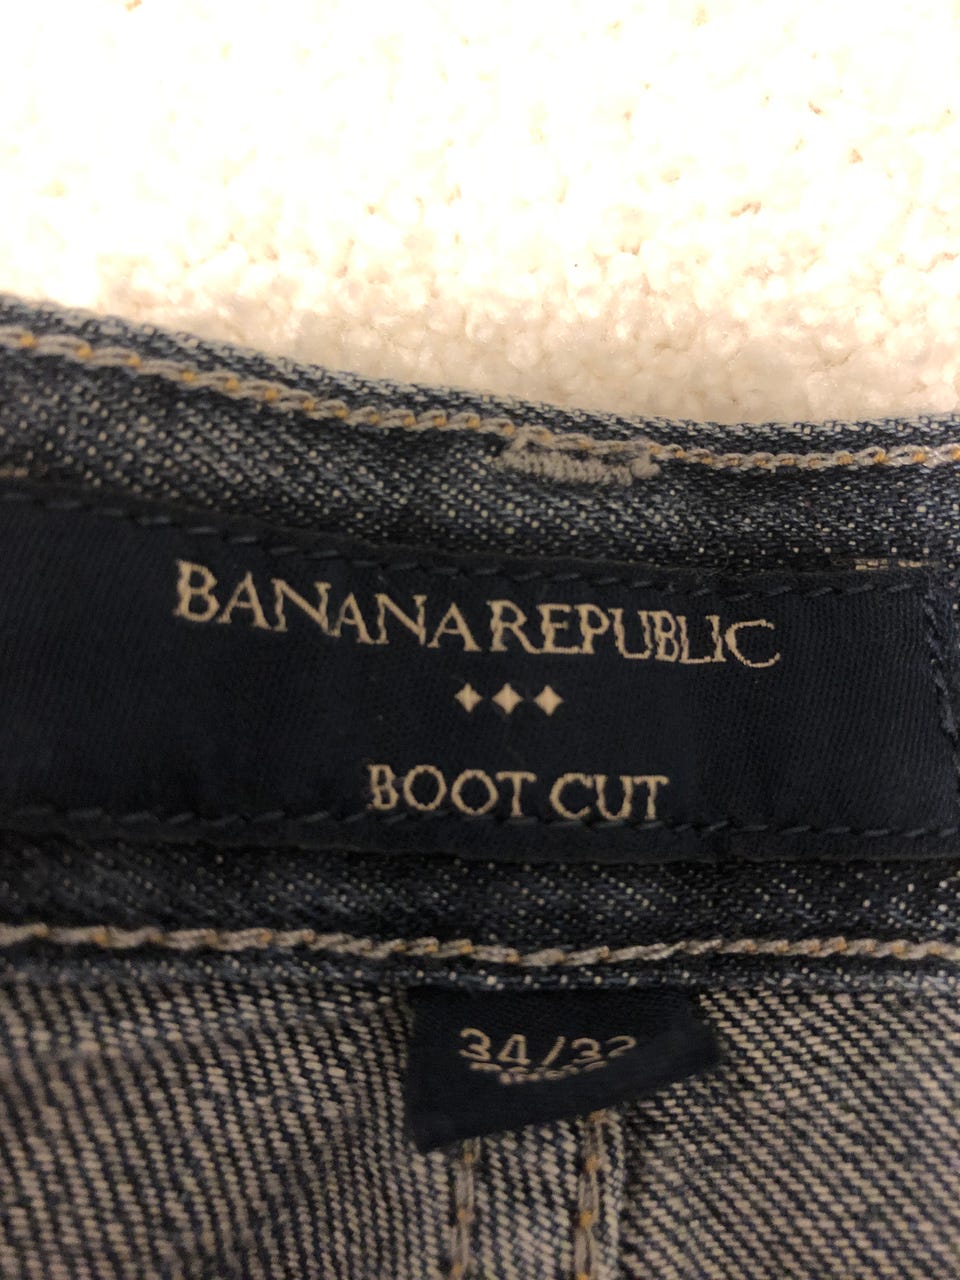 BANANA REPUBLIC
BOOT CUT
34/32